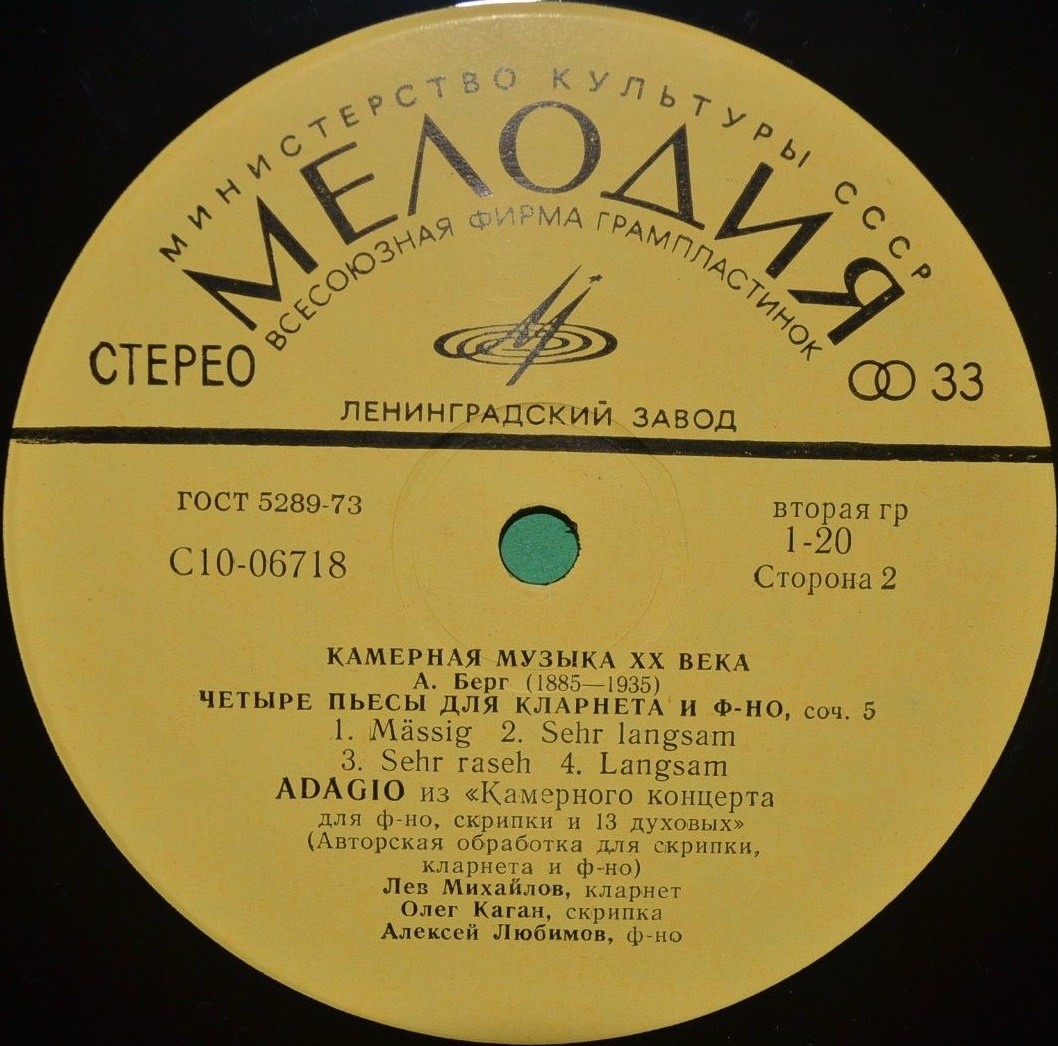 МИНИСТЕРСТВО КУЛЬТУРЫ СССР
МЕЛОДИЯ
ВСЕСОЮЗНАЯ ФИРМА ГРАМПЛАСТИНОК
СТЕРЕО
33
ЛЕНИНГРАДСКИЙ ЗАВОД
ГОСТ 5289-73
С10-06718
вторая гр
1-20
Сторона 2
КАМЕРНАЯ МУЗЫКА XX ВЕКА
А. Берг (1885—1935)
ЧЕТЫРЕ ПЬЕСЫ ДЛЯ КЛАРНЕТА И Ф-НО, соч. 5
1. Mässig 2. Sehr langsam
3. Sehr raseh 4. Langsam
ADAGIO из «Камерного концерта
для ф-но, скрипки и 13 духовых»
(Авторская обработка для скрипки,
кларнета и ф-но)
Лев Михайлов, кларнет
Олег Каган, скрипка
Алексей Любимов, ф-но